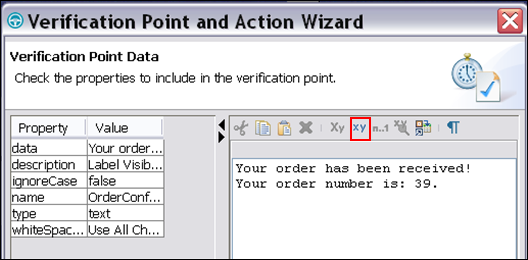 Verification Point and Action Wizard
Verification Point Data
Check the properties to include in the verification point.
Property Value
data Your order...
description Label Visib...
ignoreCase false
name OrderConf...
type text
whiteSpac... Use All Ch...
Xy xy n..1 ¶
Your order has been received!
Your order number is: 39.